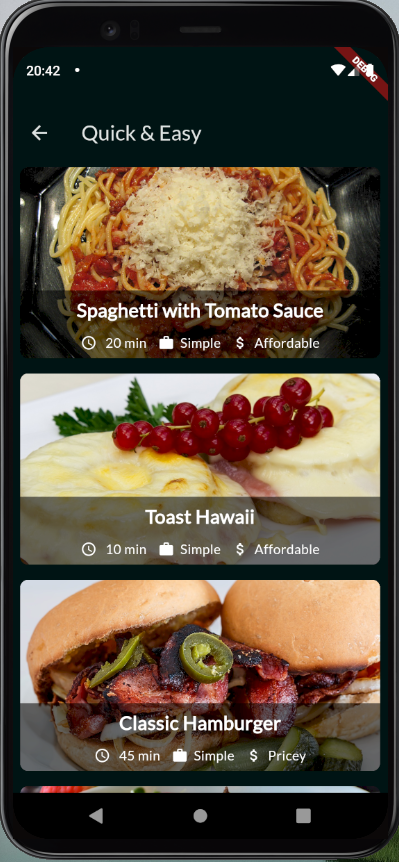 20:42
DEBUG
Quick & Easy
Spaghetti with Tomato Sauce
20 min Simple $ Affordable
Toast Hawaii
10 min Simple $ Affordable
Classic Hamburger
45 min Simple $ Pricey